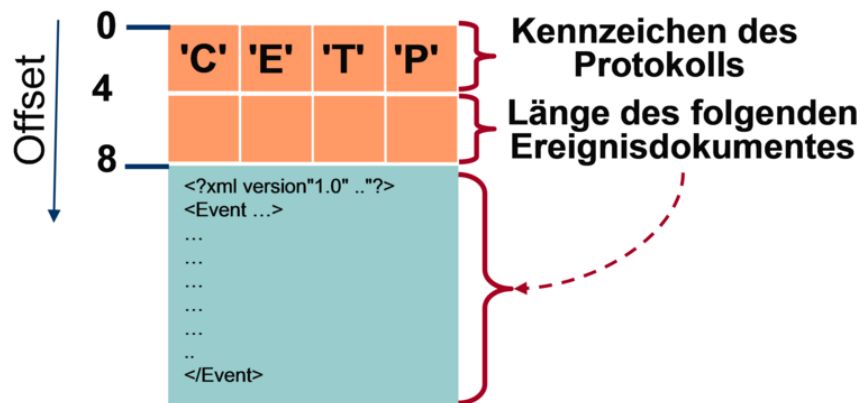 Offset
0
4
8
'C' 'E' 'T' 'P'
Kennzeichen des
Protokolls
Länge des folgenden
Ereignisdokumentes
<?xml version"1.0" .."?>
<Event …>
…
…
…
…
…
..
</Event>